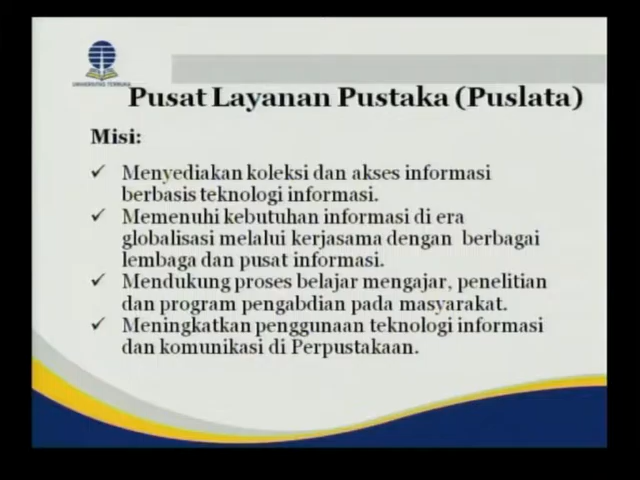 UNIVERSITAS TERBUKA
Pusat Layanan Pustaka (Puslata)
Misi:
✓ Menyediakan koleksi dan akses informasi
berbasis teknologi informasi.
✓ Memenuhi kebutuhan informasi di era
globalisasi melalui kerjasama dengan berbagai
lembaga dan pusat informasi.
✓ Mendukung proses belajar mengajar, penelitian
dan program pengabdian pada masyarakat.
✓ Meningkatkan penggunaan teknologi informasi
dan komunikasi di Perpustakaan.